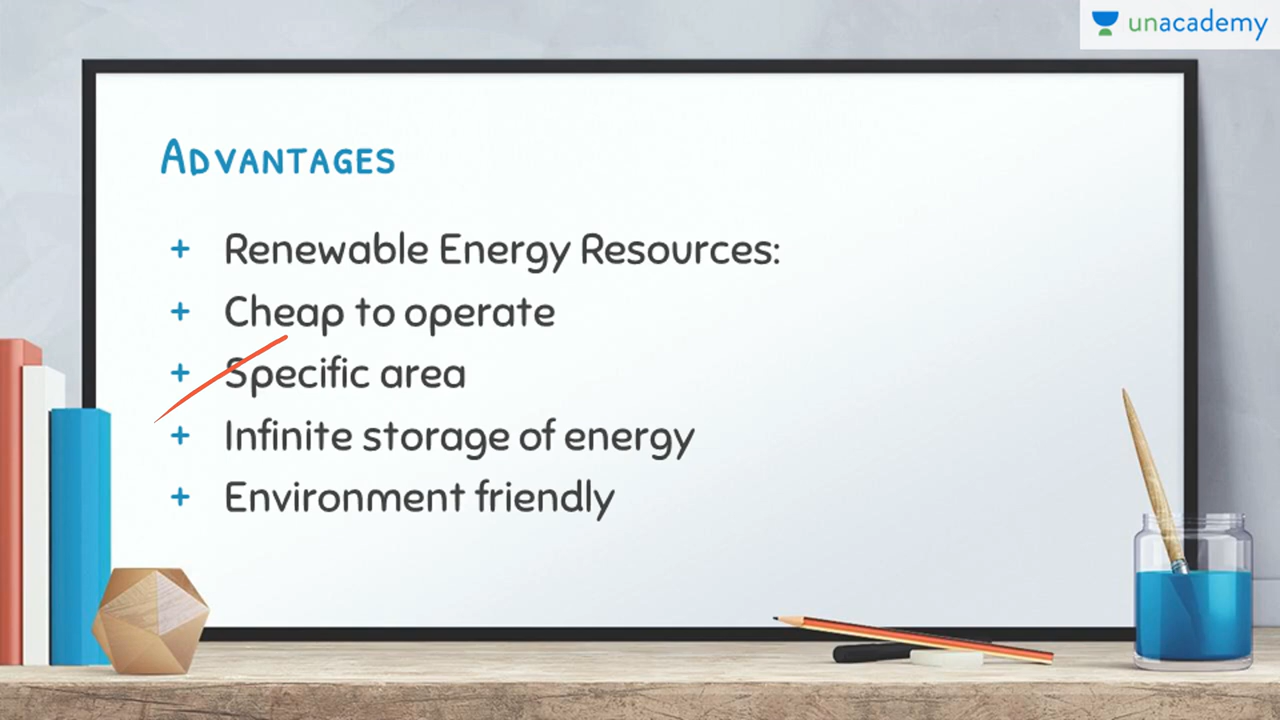 unacademy
Advantages
+ Renewable Energy Resources:
+ Cheap to operate
+ Specific area
+ Infinite storage of energy
+ Environment friendly